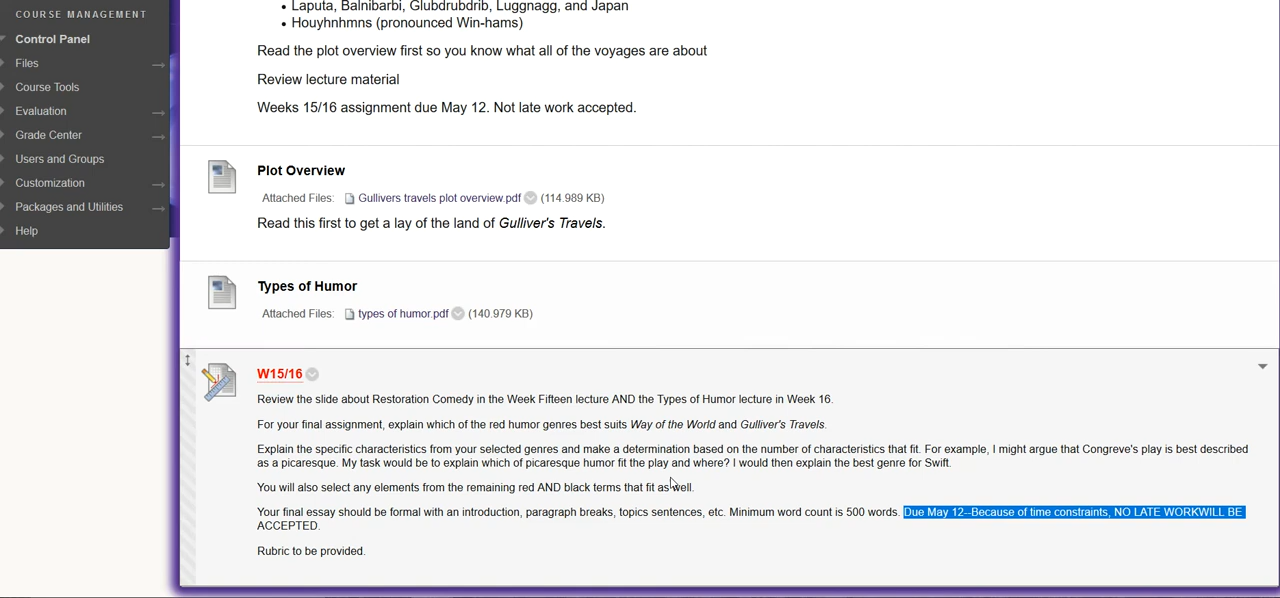 COURSE MANAGEMENT
Control Panel
Files
Course Tools
Evaluation
Grade Center
Users and Groups
Customization
Packages and Utilities
Help
Laputa, Balnibarbi, Glubdrubdrib, Luggnagg, and Japan
Houyhnhmns (pronounced Win-hams)
Read the plot overview first so you know what all of the voyages are about
Review lecture material
Weeks 15/16 assignment due May 12. Not late work accepted.
Plot Overview
Attached Files: Gullivers travels plot overview.pdf (114.989 KB)
Read this first to get a lay of the land of Gulliver's Travels.
Types of Humor
Attached Files: types of humor.pdf (140.979 KB)
W15/16
Review the slide about Restoration Comedy in the Week Fifteen lecture AND the Types of Humor lecture in Week 16.
For your final assignment, explain which of the red humor genres best suits Way of the World and Gulliver's Travels.
Explain the specific characteristics from your selected genres and make a determination based on the number of characteristics that fit. For example, I might argue that Congreve's play is best described
as a picaresque. My task would be to explain which of picaresque humor fit the play and where? I would then explain the best genre for Swift.
You will also select any elements from the remaining red AND black terms that fit as well.
Your final essay should be formal with an introduction, paragraph breaks, topics sentences, etc. Minimum word count is 500 words. Due May 12--Because of time constraints, NO LATE WORKWILL BE
ACCEPTED.
Rubric to be provided.